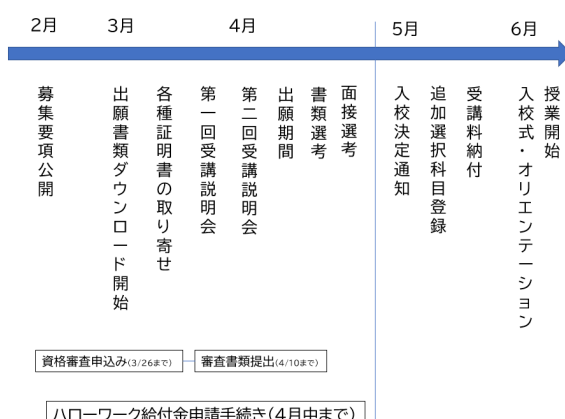 2月
3月
4月
5月
6月
募集要項公開
出願書類ダウンロード開始
各種証明書の取り寄せ
第一回受講説明会
第二回受講説明会
出願期間
書類選考
面接選考
入校決定通知
追加選択科目登録
受講料納付
入校式・オリエンテーション
授業開始
資格審査申込み(3/26まで)
審査書類提出(4/10まで)
ハローワーク給付金申請手続き(4月中まで)